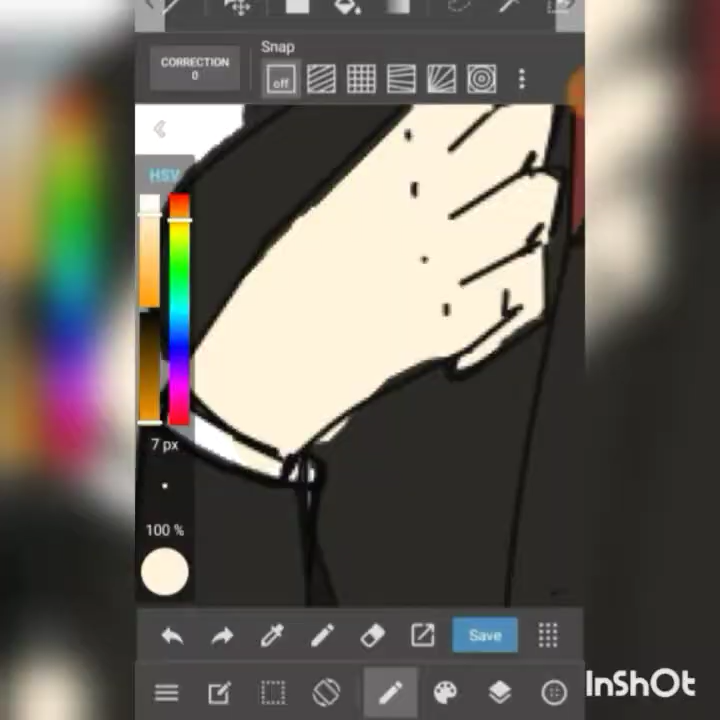 Snap
CORRECTION
0
off
HSV
7 px
100 %
Save
InShOt